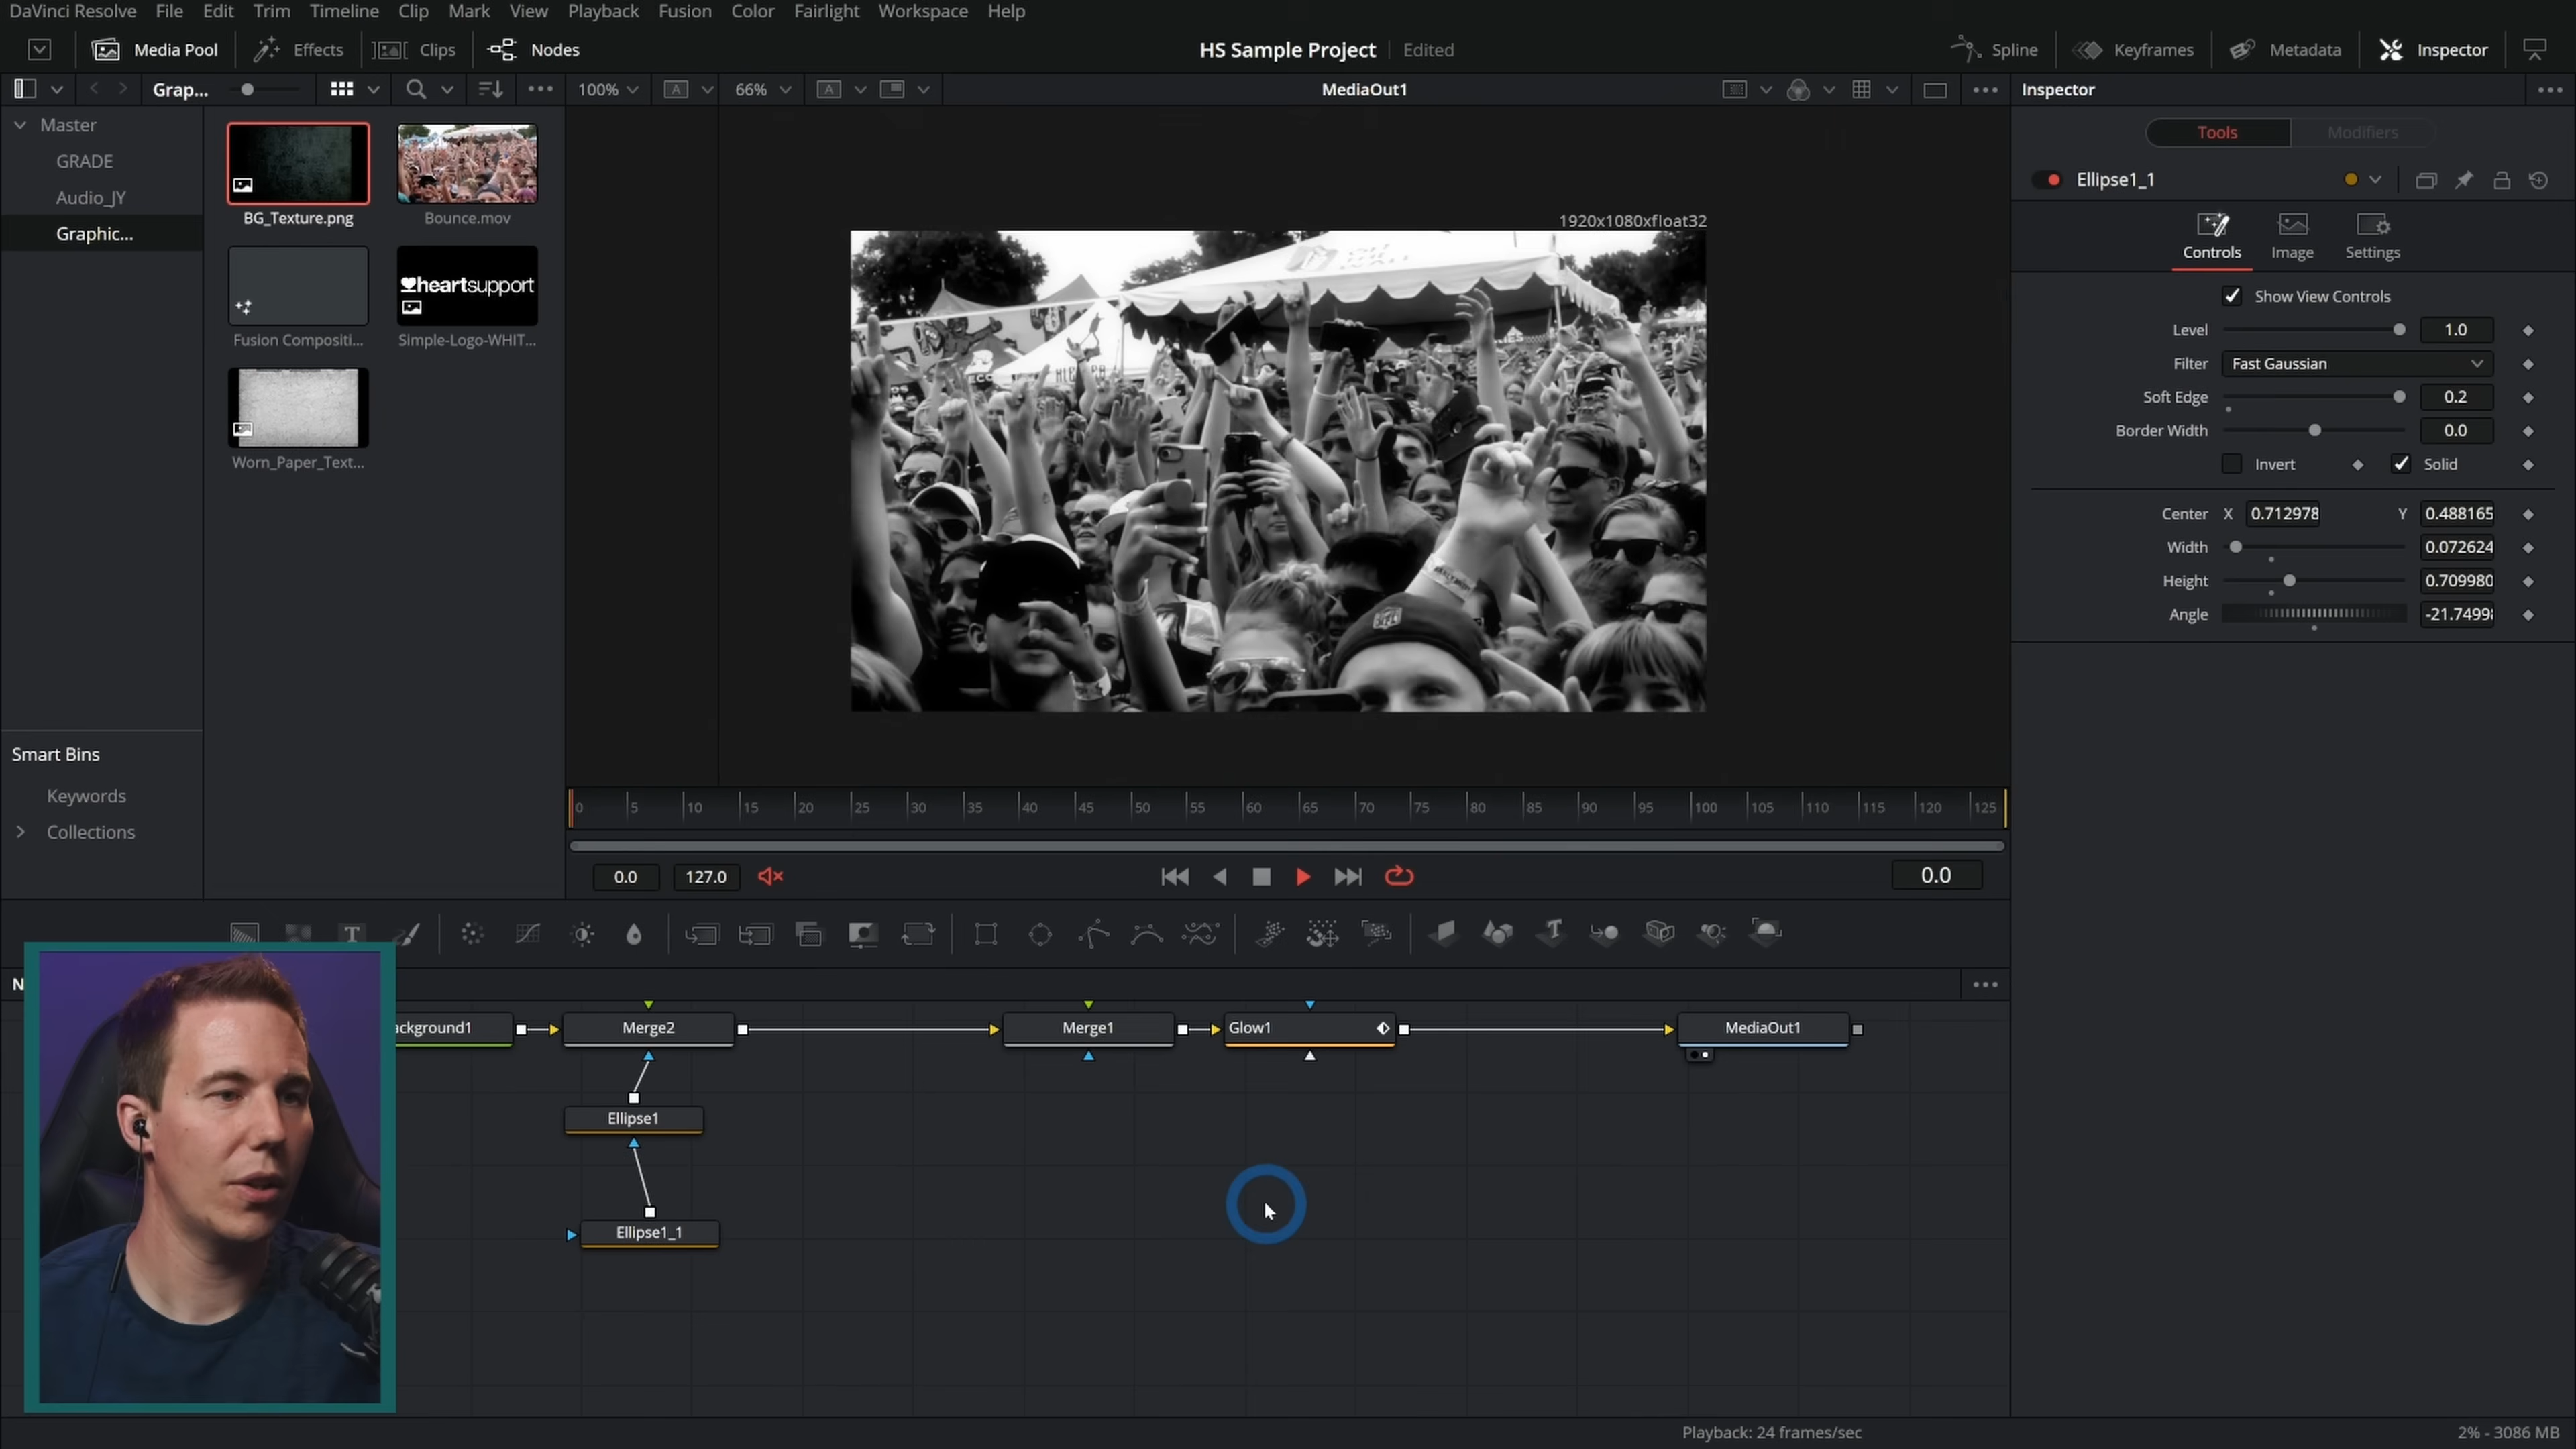 DaVinci Resolve File Edit Trim Timeline Clip Mark View Playback Fusion Color Fairlight Workspace Help
Media Pool Effects Clips Nodes HS Sample Project Edited Spline Keyframes Metadata Inspector
Grap... 100% A 66% A MediaOut1 Inspector
Master
GRADE
Audio_JY
Graphic...
BG_Texture.png Bounce.mov
heartsupport
Fusion Compositi... Simple-Logo-WHIT...
Worn_Paper_Text...
Smart Bins
Keywords
Collections
1920x1080xfloat32
0 5 10 15 20 25 30 35 40 45 50 55 60 65 70 75 80 85 90 95 100 105 110 115 120 125
0.0 127.0 0.0
Tools Modifiers
Ellipse1_1
Controls Image Settings
Show View Controls
Level 1.0
Filter Fast Gaussian
Soft Edge 0.2
Border Width 0.0
Invert Solid
Center X 0.712978 Y 0.488165
Width 0.072624
Height 0.709980
Angle -21.7499
T T
N
ackground1 Merge2 Merge1 Glow1 MediaOut1
Ellipse1
Ellipse1_1
Playback: 24 frames/sec 2% - 3086 MB